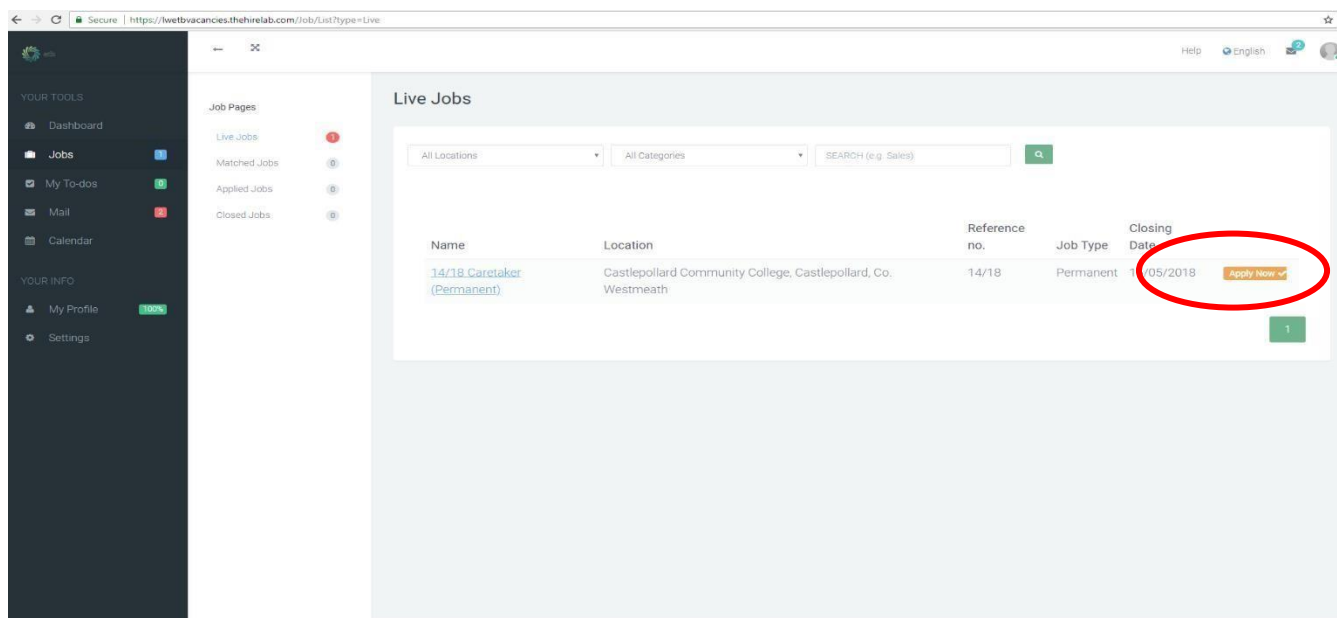 Secure | https://lwetbvacancies.thehirelab.com/Job/List?type=Live
Help English 2
YOUR TOOLS
Dashboard
Jobs 1
My To-dos 0
Mail 2
Calendar
YOUR INFO
My Profile 100%
Settings
Job Pages
Live Jobs 1
Matched Jobs 0
Applied Jobs 0
Closed Jobs 0
Live Jobs
All Locations All Categories SEARCH (e.g. Sales)
Name Location Reference no. Job Type Closing Date
14/18 Caretaker Castlepollard Community College, Castlepollard, Co. 14/18 Permanent /05/2018 Apply Now
(Permanent) Westmeath
1